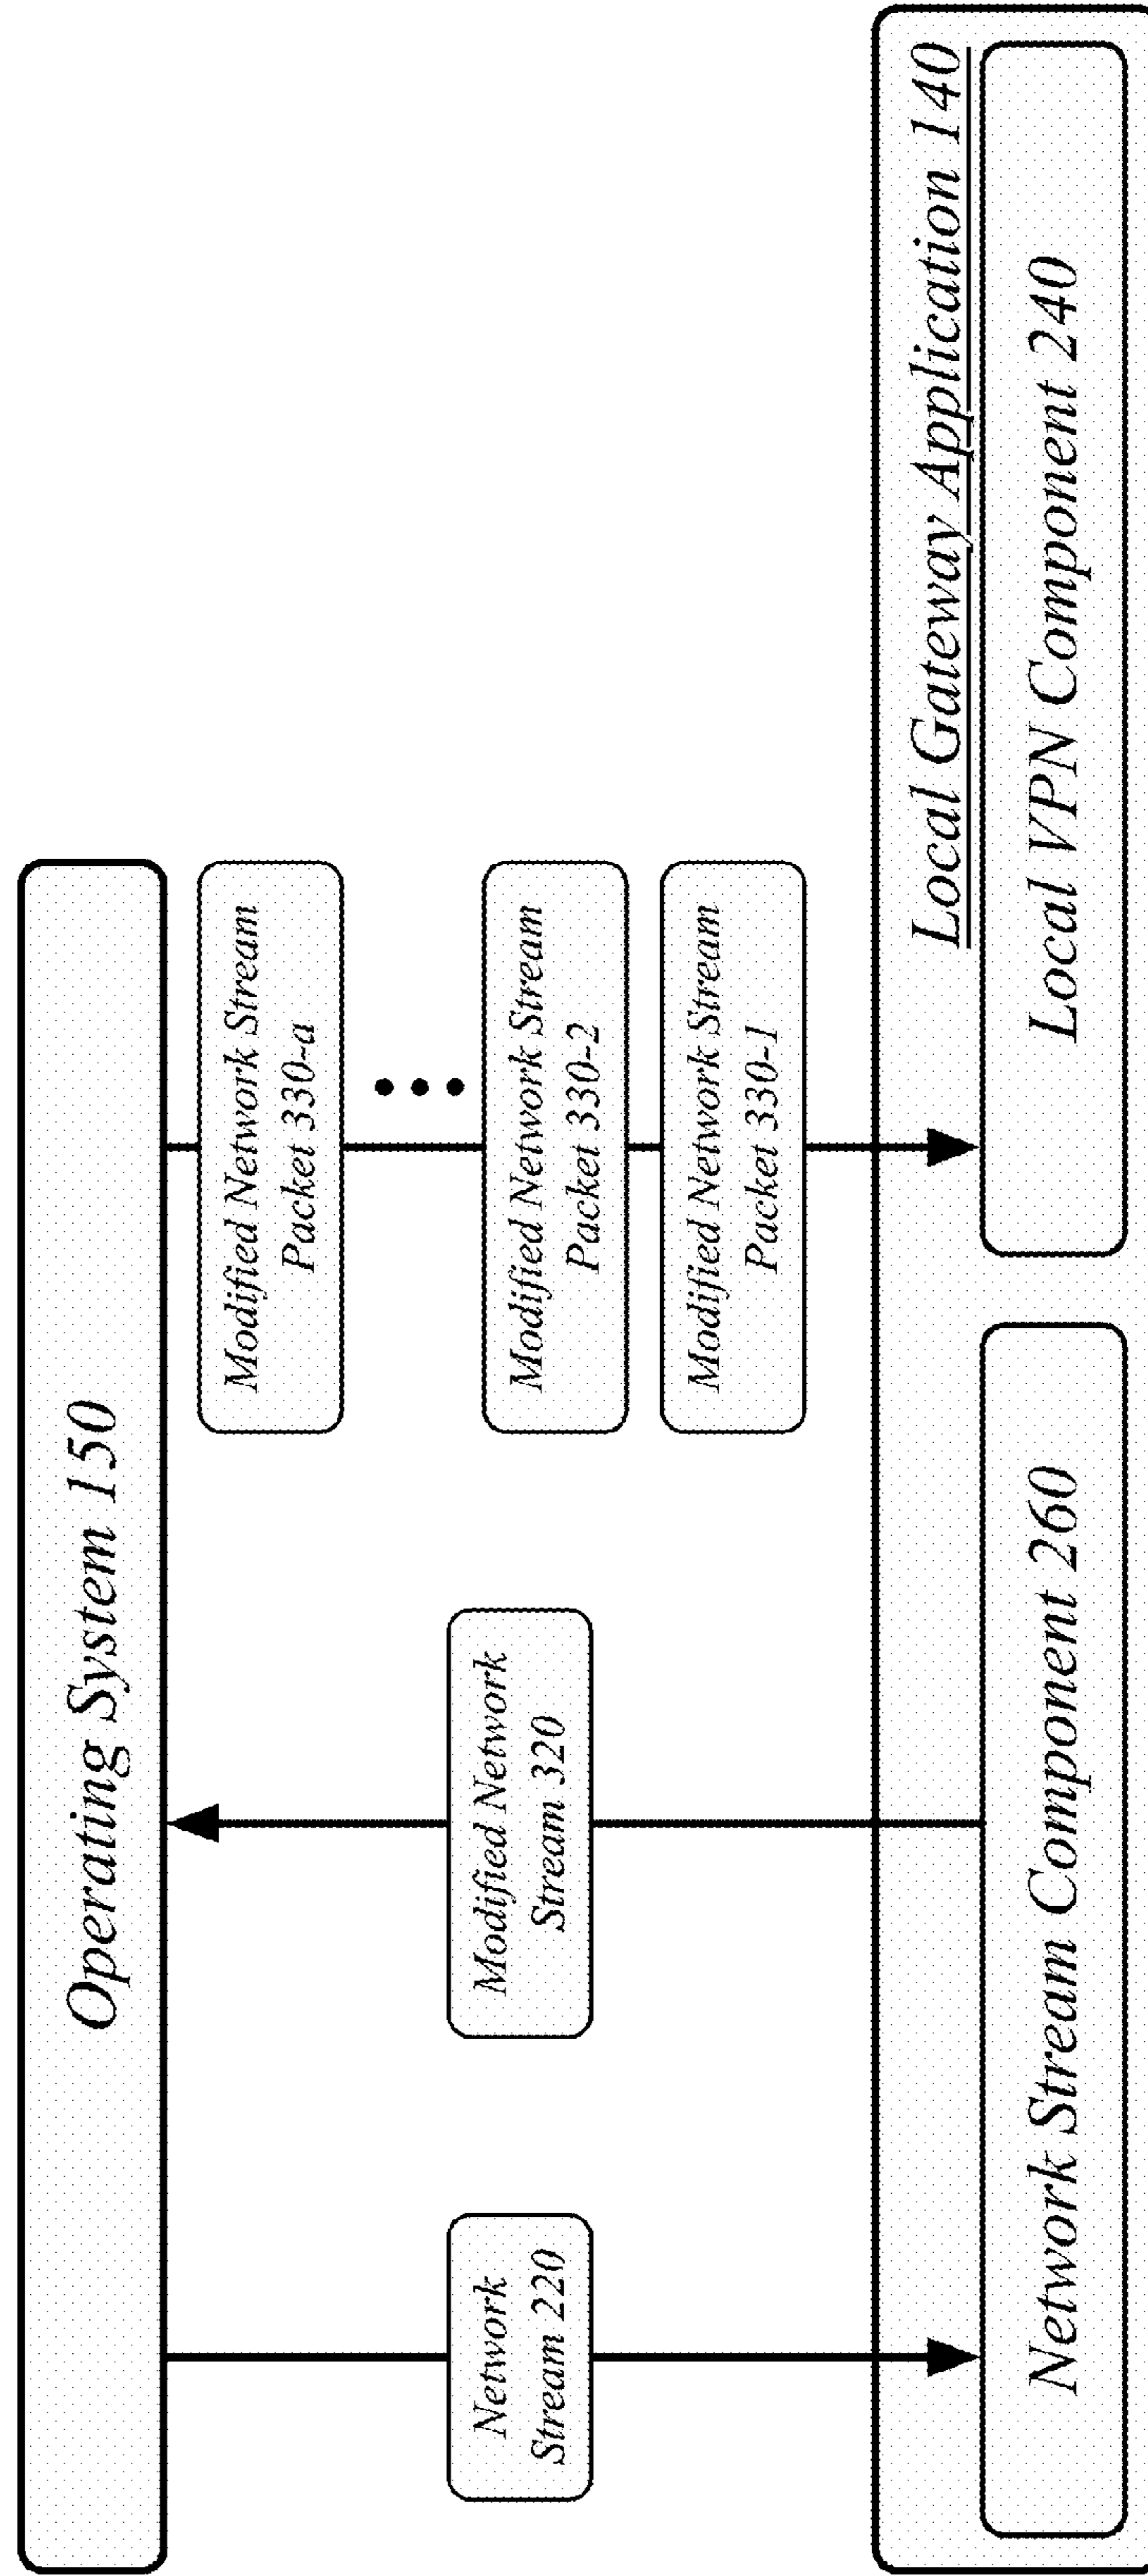 Operating System 150
Network
Stream 220
Modified Network
Stream 320
Modified Network Stream
Packet 330-a
Modified Network Stream
Packet 330-2
Modified Network Stream
Packet 330-1
Local Gateway Application 140
Network Stream Component 260
Local VPN Component 240